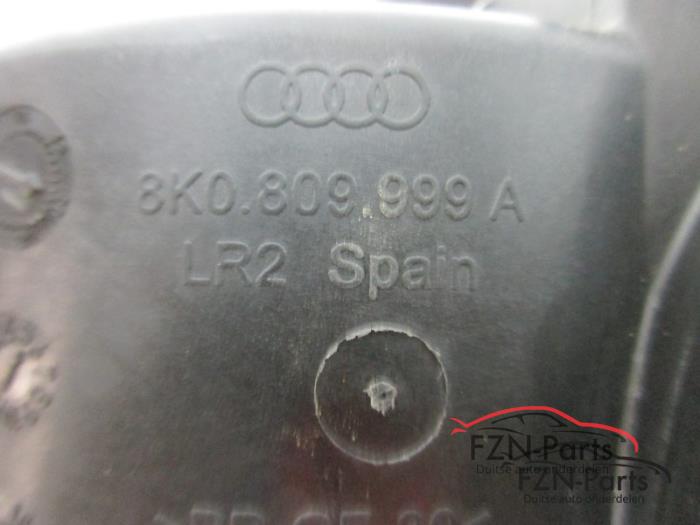 8K0.809.999 A
LR2 Spain
FZN-Parts
Duitse auto onderdelen
FZN-Parts
Duitse auto onderdelen